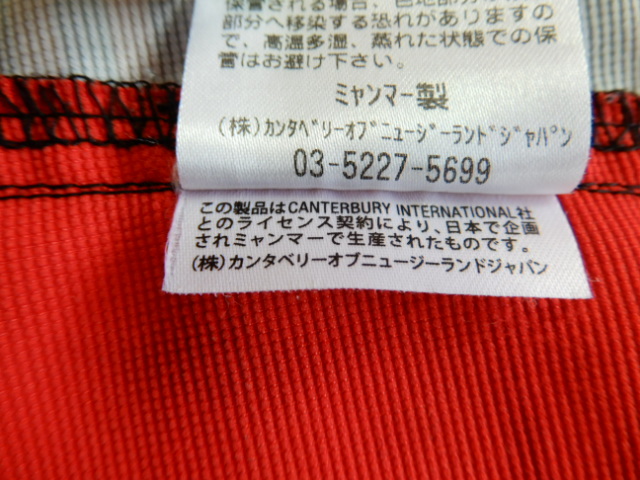 部分へ移染する恐れがありますの
で、高温多湿、蒸れた状態での保
管はお避け下さい。
ミャンマー製
(株)カンタベリーオブニュージーランドジャパン
03-5227-5699
この製品はCANTERBURY INTERNATIONAL社
とのライセンス契約により、日本で企画
されミャンマーで生産されたものです。
(株)カンタベリーオブニュージーランドジャパン